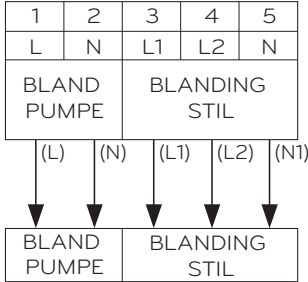 1 2 3 4 5
L N L1 L2 N
BLAND BLANDING
PUMPE STIL
(L) (N) (L1) (L2) (N1)
BLAND BLANDING
PUMPE STIL